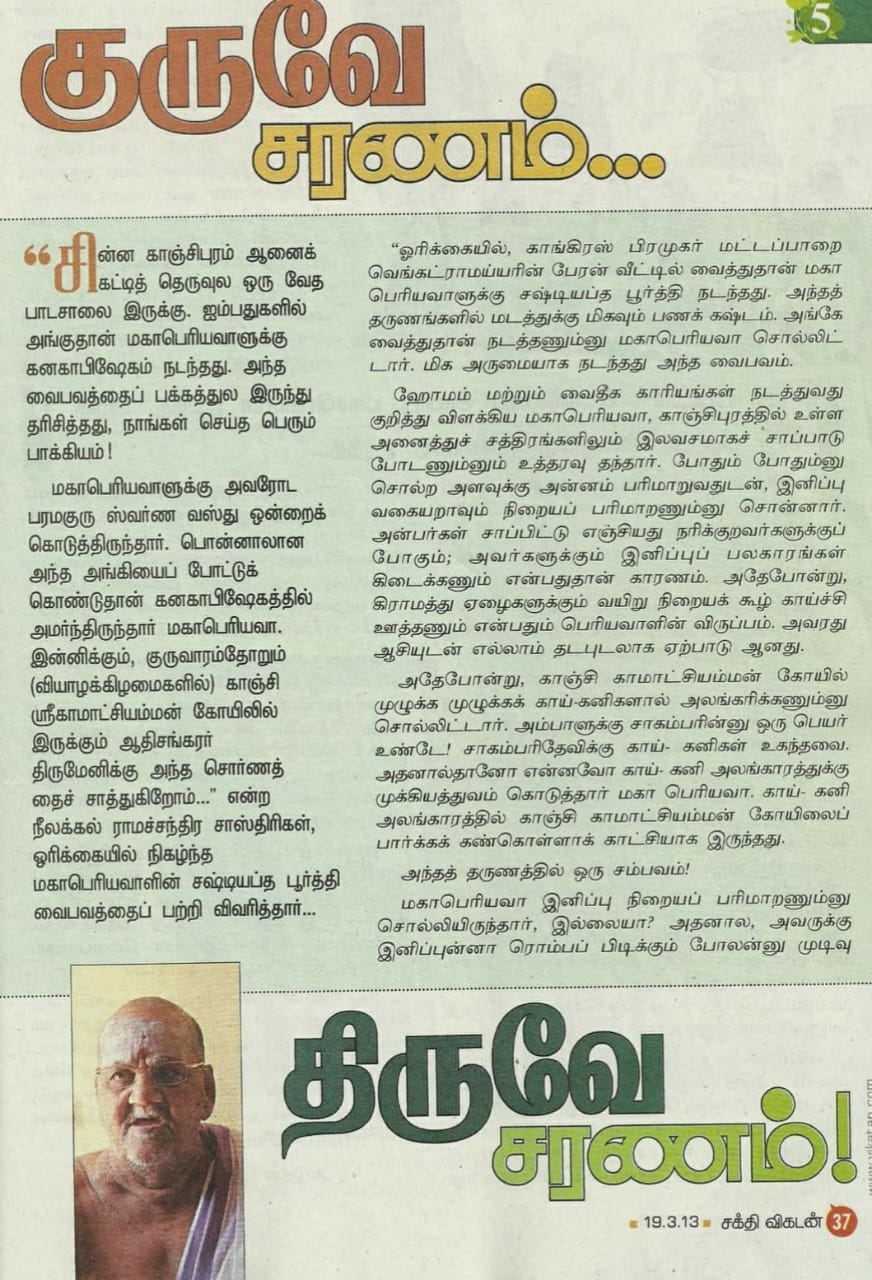 5
குருவே
சரணம்...
“சின்ன காஞ்சிபுரம் ஆனைக்
கட்டித் தெருவுல ஒரு வேத
பாடசாலை இருக்கு. ஐம்பதுகளில்
அங்குதான் மகாபெரியவாளுக்கு
கனகாபிஷேகம் நடந்தது. அந்த
வைபவத்தைப் பக்கத்துல இருந்து
தரிசித்தது, நாங்கள் செய்த பெரும்
பாக்கியம்!
மகாபெரியவாளுக்கு அவரோட
பரமகுரு ஸ்வர்ண வஸ்து ஒன்றைக்
கொடுத்திருந்தார். பொன்னாலான
அந்த அங்கியைப் போட்டுக்
கொண்டுதான் கனகாபிஷேகத்தில்
அமர்ந்திருந்தார் மகாபெரியவா.
இன்னிக்கும், குருவாரம்தோறும்
(வியாழக்கிழமைகளில்) காஞ்சி
ஸ்ரீகாமாட்சியம்மன் கோயிலில்
இருக்கும் ஆதிசங்கரர்
திருமேனிக்கு அந்த சொர்ணத்
தைச் சாத்துகிறோம்...” என்ற
நீலக்கல் ராமச்சந்திர சாஸ்திரிகள்,
ஓரிக்கையில் நிகழ்ந்த
மகாபெரியவாளின் சஷ்டியப்த பூர்த்தி
வைபவத்தைப் பற்றி விவரித்தார்...
“ஓரிக்கையில், காங்கிரஸ் பிரமுகர் மட்டப்பாறை
வெங்கட்ராமய்யரின் பேரன் வீட்டில் வைத்துதான் மகா
பெரியவாளுக்கு சஷ்டியப்த பூர்த்தி நடந்தது. அந்தத்
தருணங்களில் மடத்துக்கு மிகவும் பணக் கஷ்டம். அங்கே
வைத்துதான் நடத்தணும்னு மகாபெரியவா சொல்லிட்
டார். மிக அருமையாக நடந்தது அந்த வைபவம்.
ஹோமம் மற்றும் வைதீக காரியங்கள் நடத்துவது
குறித்து விளக்கிய மகாபெரியவா, காஞ்சிபுரத்தில் உள்ள
அனைத்துச் சத்திரங்களிலும் இலவசமாகச் சாப்பாடு
போடணும்னும் உத்தரவு தந்தார். போதும் போதும்னு
சொல்ற அளவுக்கு அன்னம் பரிமாறுவதுடன், இனிப்பு
வகையறாவும் நிறையப் பரிமாறணும்னு சொன்னார்.
அன்பர்கள் சாப்பிட்டு எஞ்சியது நரிக்குறவர்களுக்குப்
போகும்; அவர்களுக்கும் இனிப்புப் பலகாரங்கள்
கிடைக்கணும் என்பதுதான் காரணம். அதேபோன்று,
கிராமத்து ஏழைகளுக்கும் வயிறு நிறையக் கூழ் காய்ச்சி
ஊத்தணும் என்பதும் பெரியவாளின் விருப்பம். அவரது
ஆசியுடன் எல்லாம் தடபுடலாக ஏற்பாடு ஆனது.
அதேபோன்று, காஞ்சி காமாட்சியம்மன் கோயில்
முழுக்க முழுக்கக் காய்-கனிகளால் அலங்கரிக்கணும்னு
சொல்லிட்டார். அம்பாளுக்கு சாகம்பரின்னு ஒரு பெயர்
உண்டே! சாகம்பரிதேவிக்கு காய்- கனிகள் உகந்தவை.
அதனால்தானோ என்னவோ காய்- கனி அலங்காரத்துக்கு
முக்கியத்துவம் கொடுத்தார் மகா பெரியவா. காய்- கனி
அலங்காரத்தில் காஞ்சி காமாட்சியம்மன் கோயிலைப்
பார்க்கக் கண்கொள்ளாக் காட்சியாக இருந்தது.
அந்தத் தருணத்தில் ஒரு சம்பவம்!
மகாபெரியவா இனிப்பு நிறையப் பரிமாறணும்னு
சொல்லியிருந்தார், இல்லையா? அதனால, அவருக்கு
இனிப்புன்னா ரொம்பப் பிடிக்கும் போலன்னு முடிவு
திருவே
சரணம்!
www.vikatan.com
19.3.13 சக்தி விகடன் 37